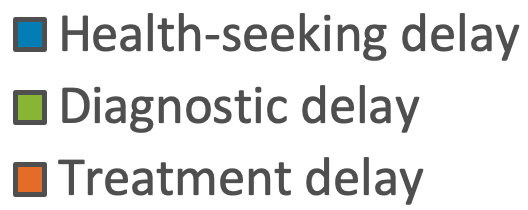 Health-seeking delay
Diagnostic delay
Treatment delay